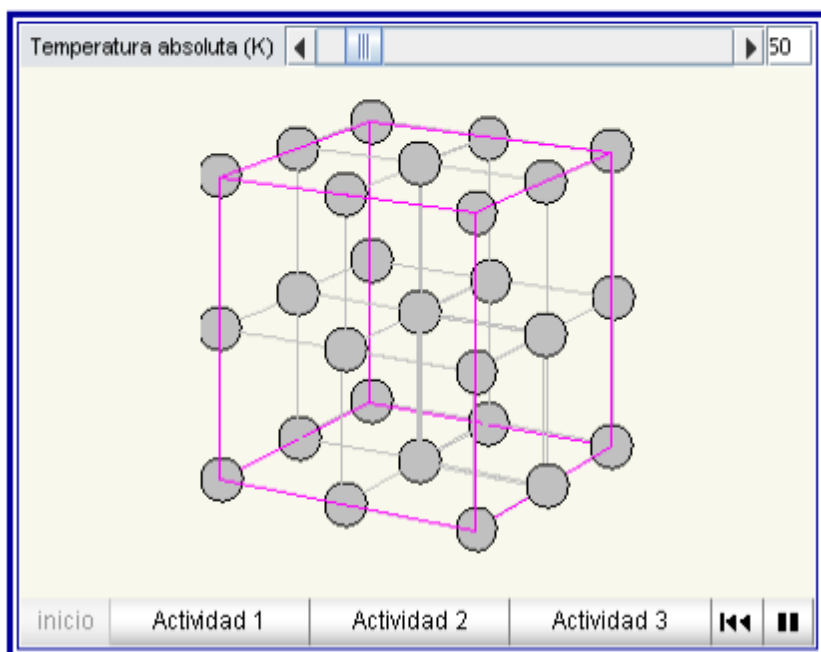 Temperatura absoluta (K) 50
inicio Actividad 1 Actividad 2 Actividad 3